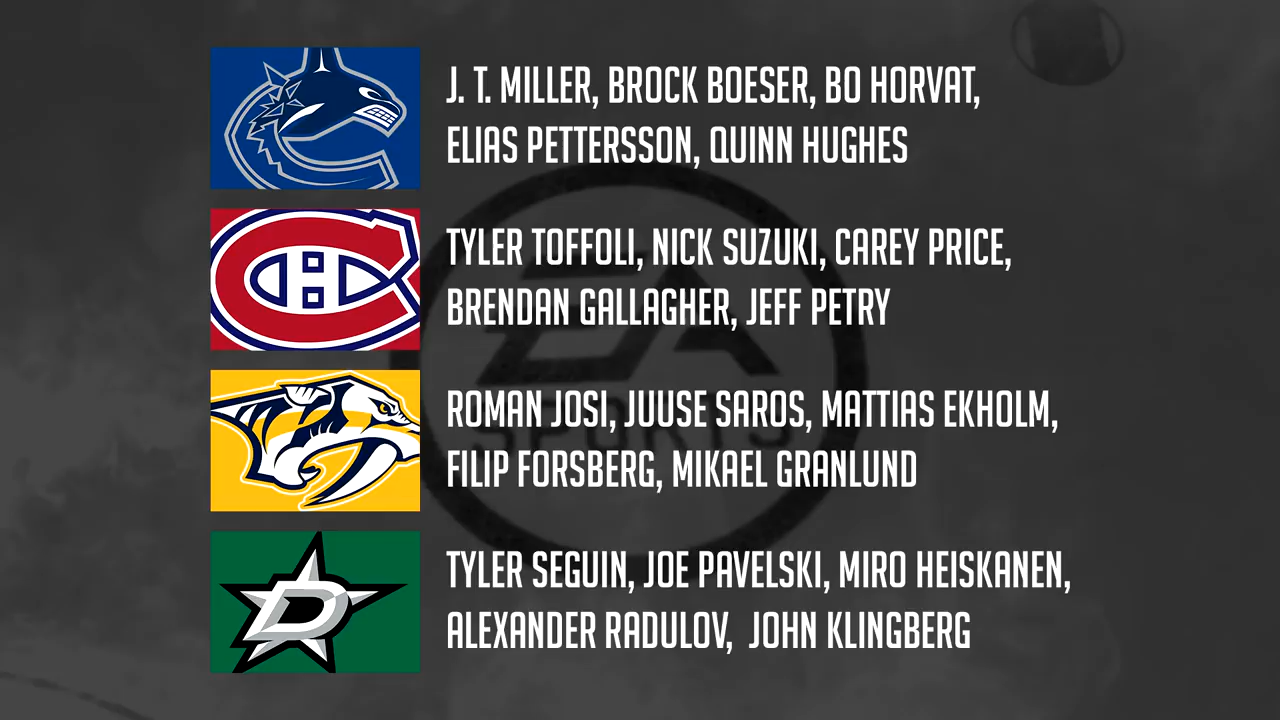 J. T. MILLER, BROCK BOESER, BO HORVAT,
ELIAS PETTERSSON, QUINN HUGHES
TYLER TOFFOLI, NICK SUZUKI, CAREY PRICE,
BRENDAN GALLAGHER, JEFF PETRY
ROMAN JOSI, JUUSE SAROS, MATTIAS EKHOLM,
FILIP FORSBERG, MIKAEL GRANLUND
TYLER SEGUIN, JOE PAVELSKI, MIRO HEISKANEN,
ALEXANDER RADULOV, JOHN KLINGBERG
EA
SPORTS